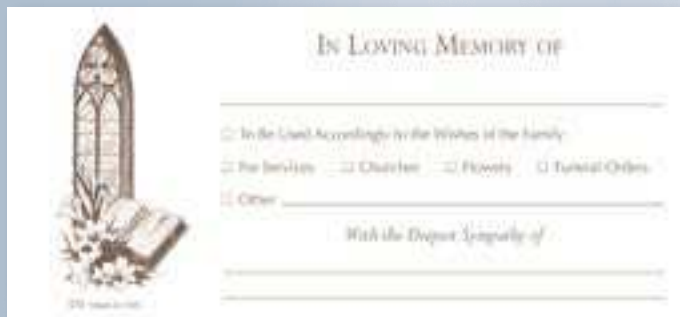 IN LOVING MEMORY OF
☐ To Be Used Accordingly to the Wishes of the Family
☐ For Services ☐ Churches ☐ Flowers ☐ Funeral Orders
☐ Other
With the Deepest Sympathy of